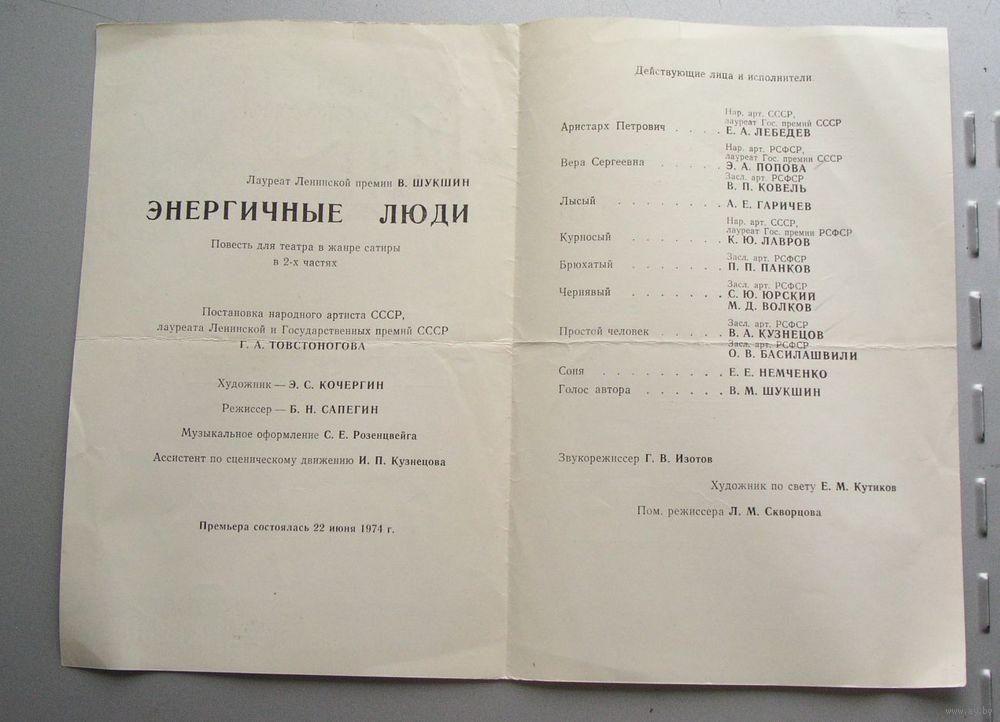 Лауреат Ленинской премии В. ШУКШИН
ЭНЕРГИЧНЫЕ ЛЮДИ
Повесть для театра в жанре сатиры
в 2-х частях
Постановка народного артиста СССР,
лауреата Ленинской и Государственных премий СССР
Г. А. ТОВСТОНОГОВА
Художник — Э. С. КОЧЕРГИН
Режиссер — Б. Н. САПЕГИН
Музыкальное оформление С. Е. Розенцвейга
Ассистент по сценическому движению И. П. Кузнецова
Премьера состоялась 22 июня 1974 г.
Действующие лица и исполнители
Нар. арт. СССР,
лауреат Гос. премий СССР
Аристарх Петрович . . . . Е. А. ЛЕБЕДЕВ
Нар. арт. РСФСР,
лауреат Гос. премии СССР
Вера Сергеевна . . . . . Э. А. ПОПОВА
Засл. арт. РСФСР
В. П. КОВЕЛЬ
Лысый . . . . . . . . А. Е. ГАРИЧЕВ
Нар. арт. СССР,
лауреат Гос. премии РСФСР
Курносый . . . . . . . К. Ю. ЛАВРОВ
Засл. арт. РСФСР
Брюхатый . . . . . . . П. П. ПАНКОВ
Засл. арт. РСФСР
Чернявый . . . . . . . С. Ю. ЮРСКИЙ
М. Д. ВОЛКОВ
Засл. арт. РСФСР
Простой человек . . . . . В. А. КУЗНЕЦОВ
Засл. арт. РСФСР
О. В. БАСИЛАШВИЛИ
Соня . . . . . . . . . Е. Е. НЕМЧЕНКО
Голос автора . . . . . . В. М. ШУКШИН
Звукорежиссер Г. В. Изотов
Художник по свету Е. М. Кутиков
Пом. режиссера Л. М. Скворцова
www.ay.by